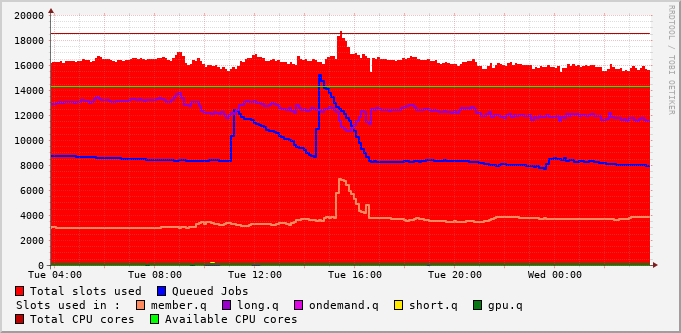 20000
18000
16000
14000
12000
10000
8000
6000
4000
2000
0
Tue 04:00 Tue 08:00 Tue 12:00 Tue 16:00 Tue 20:00 Wed 00:00
RRDTOOL / TOBI OETIKER
Total slots used Queued Jobs
Slots used in : member.q long.q ondemand.q short.q gpu.q
Total CPU cores Available CPU cores